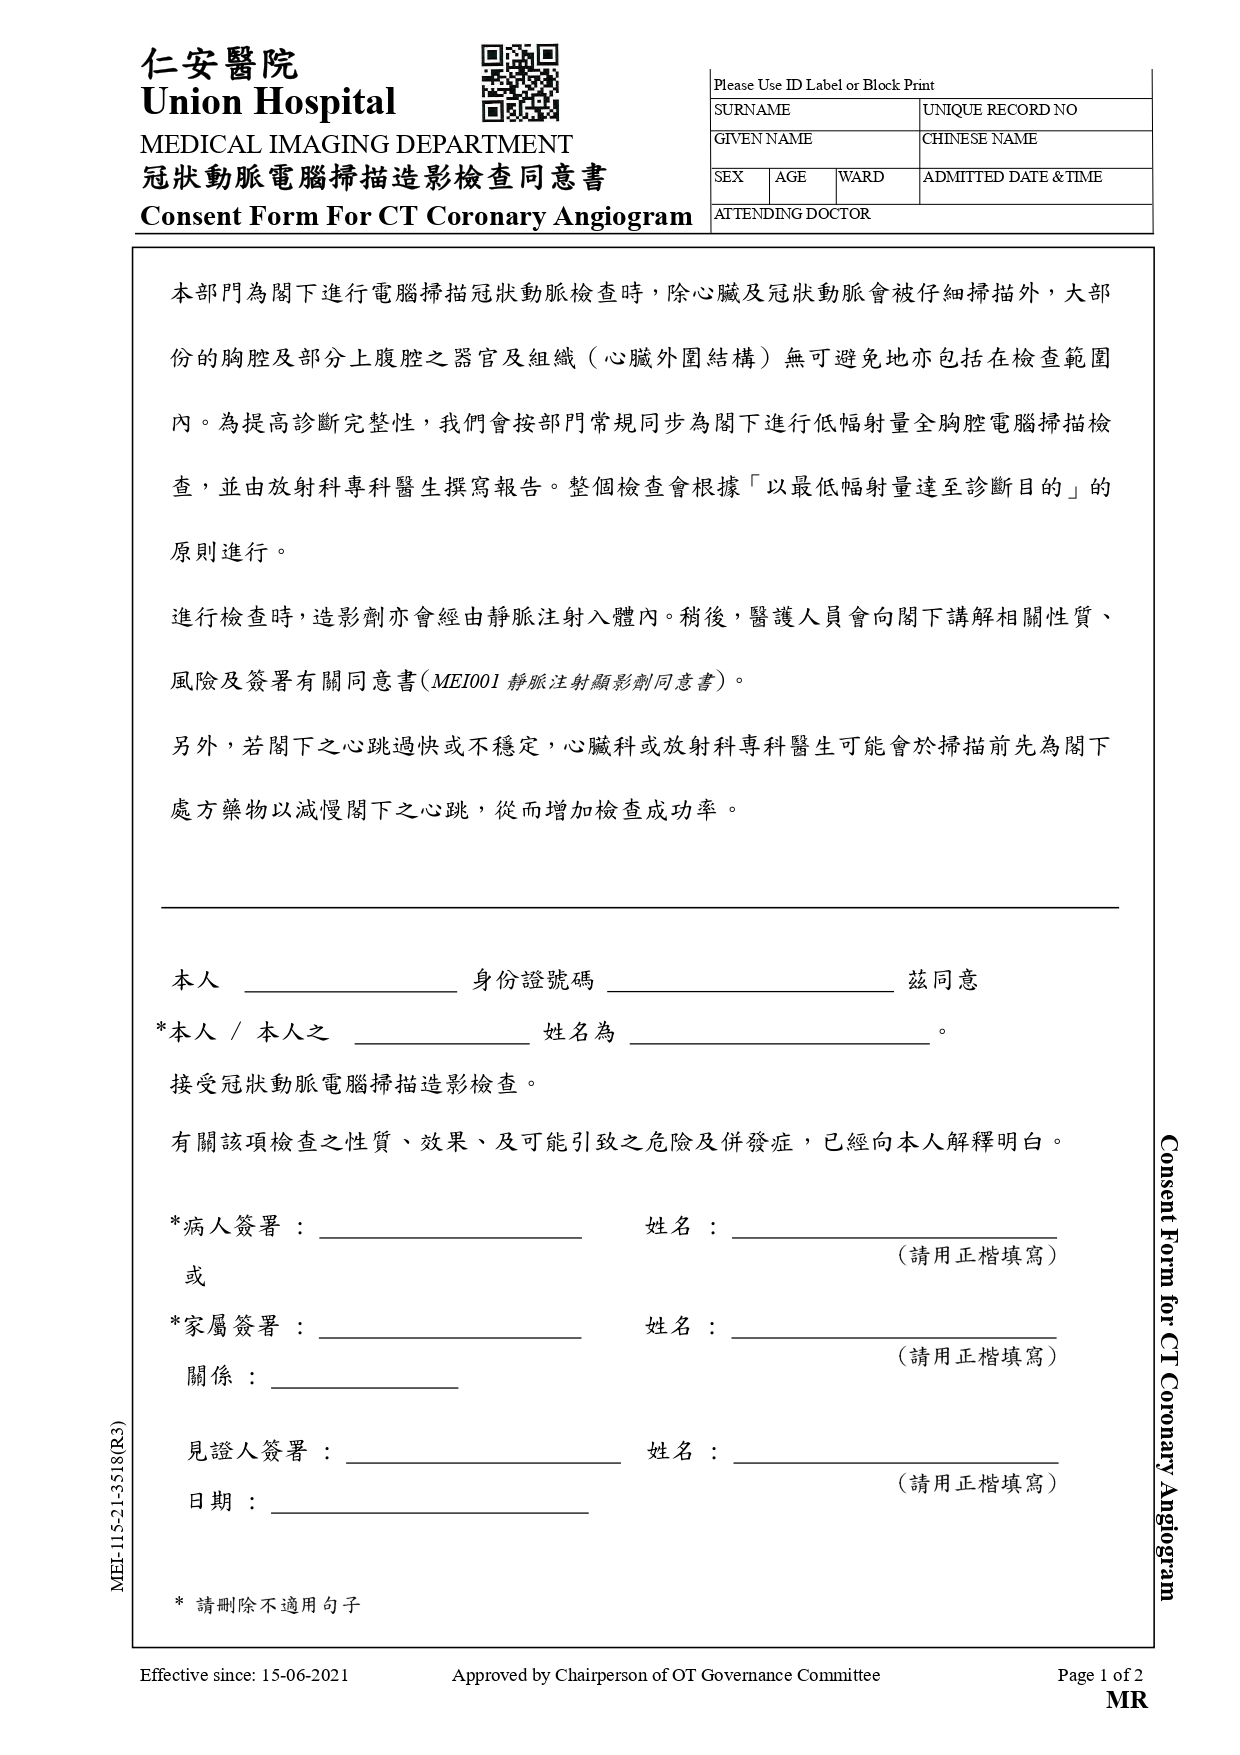 仁安醫院
Union Hospital
MEDICAL IMAGING DEPARTMENT
冠狀動脈電腦掃描造影檢查同意書
Consent Form For CT Coronary Angiogram
Please Use ID Label or Block Print
SURNAME UNIQUE RECORD NO
GIVEN NAME CHINESE NAME
SEX AGE WARD ADMITTED DATE &TIME
ATTENDING DOCTOR
本部門為閣下進行電腦掃描冠狀動脈檢查時，除心臟及冠狀動脈會被仔細掃描外，大部
份的胸腔及部分上腹腔之器官及組織（心臟外圍結構）無可避免地亦包括在檢查範圍
內。為提高診斷完整性，我們會按部門常規同步為閣下進行低幅射量全胸腔電腦掃描檢
查，並由放射科專科醫生撰寫報告。整個檢查會根據「以最低幅射量達至診斷目的」的
原則進行。
進行檢查時，造影劑亦會經由靜脈注射入體內。稍後，醫護人員會向閣下講解相關性質、
風險及簽署有關同意書（MEI001 靜脈注射顯影劑同意書）。
另外，若閣下之心跳過快或不穩定，心臟科或放射科專科醫生可能會於掃描前先為閣下
處方藥物以減慢閣下之心跳，從而增加檢查成功率。
本人 ____ 身份證號碼 ____ 茲同意
*本人 / 本人之 ____ 姓名為 ____ 。
接受冠狀動脈電腦掃描造影檢查。
有關該項檢查之性質、效果、及可能引致之危險及併發症，已經向本人解釋明白。
*病人簽署 : ____ 姓名 : ____
（請用正楷填寫）
或
*家屬簽署 : ____ 姓名 : ____
（請用正楷填寫）
關係 : ____
見證人簽署 : ____ 姓名 : ____
（請用正楷填寫）
日期 : ____
* 請刪除不適用句子
Consent Form for CT Coronary Angiogram
MEI-115-21-3518(R3)
Effective since: 15-06-2021 Approved by Chairperson of OT Governance Committee Page 1 of 2
MR